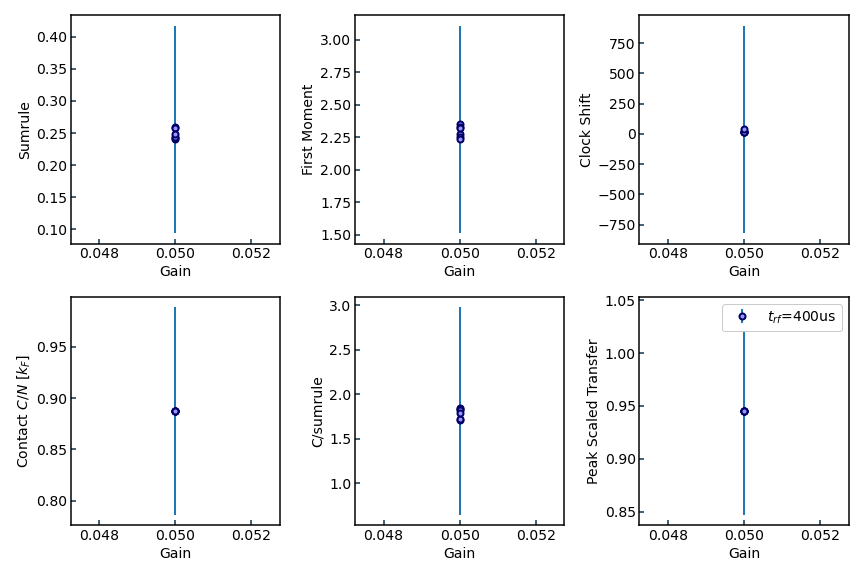 0.40
0.35
0.30
0.25
0.20
0.15
0.10
Sumrule
0.048 0.050 0.052
Gain
3.00
2.75
2.50
2.25
2.00
1.75
1.50
First Moment
0.048 0.050 0.052
Gain
750
500
250
0
−250
−500
−750
Clock Shift
0.048 0.050 0.052
Gain
0.95
0.90
0.85
0.80
Contact C/N [k_F]
0.048 0.050 0.052
Gain
3.0
2.5
2.0
1.5
1.0
C/sumrule
0.048 0.050 0.052
Gain
1.05
1.00
0.95
0.90
0.85
Peak Scaled Transfer
t_rf=400us
0.048 0.050 0.052
Gain